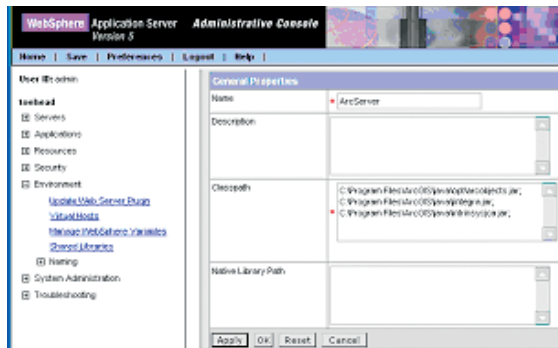 WebSphere Application Server Administrative Console
Version 5
Home | Save | Preferences | Logout | Help |
User ID: admin
toolead
Servers
Applications
Resources
Security
Environment
Update Web Server Plugin
Virtual Hosts
Manage WebSphere Variables
Shared Libraries
Naming
System Administration
Troubleshooting
General Properties
Name
* ArcServer
Description
Classpath
* C:\Program Files\ArcGIS\java\opt\arcobjects.jar;
C:\Program Files\ArcGIS\java\jintegra.jar;
C:\Program Files\ArcGIS\java\jintrinsyc
Native Library Path
Apply OK Reset Cancel